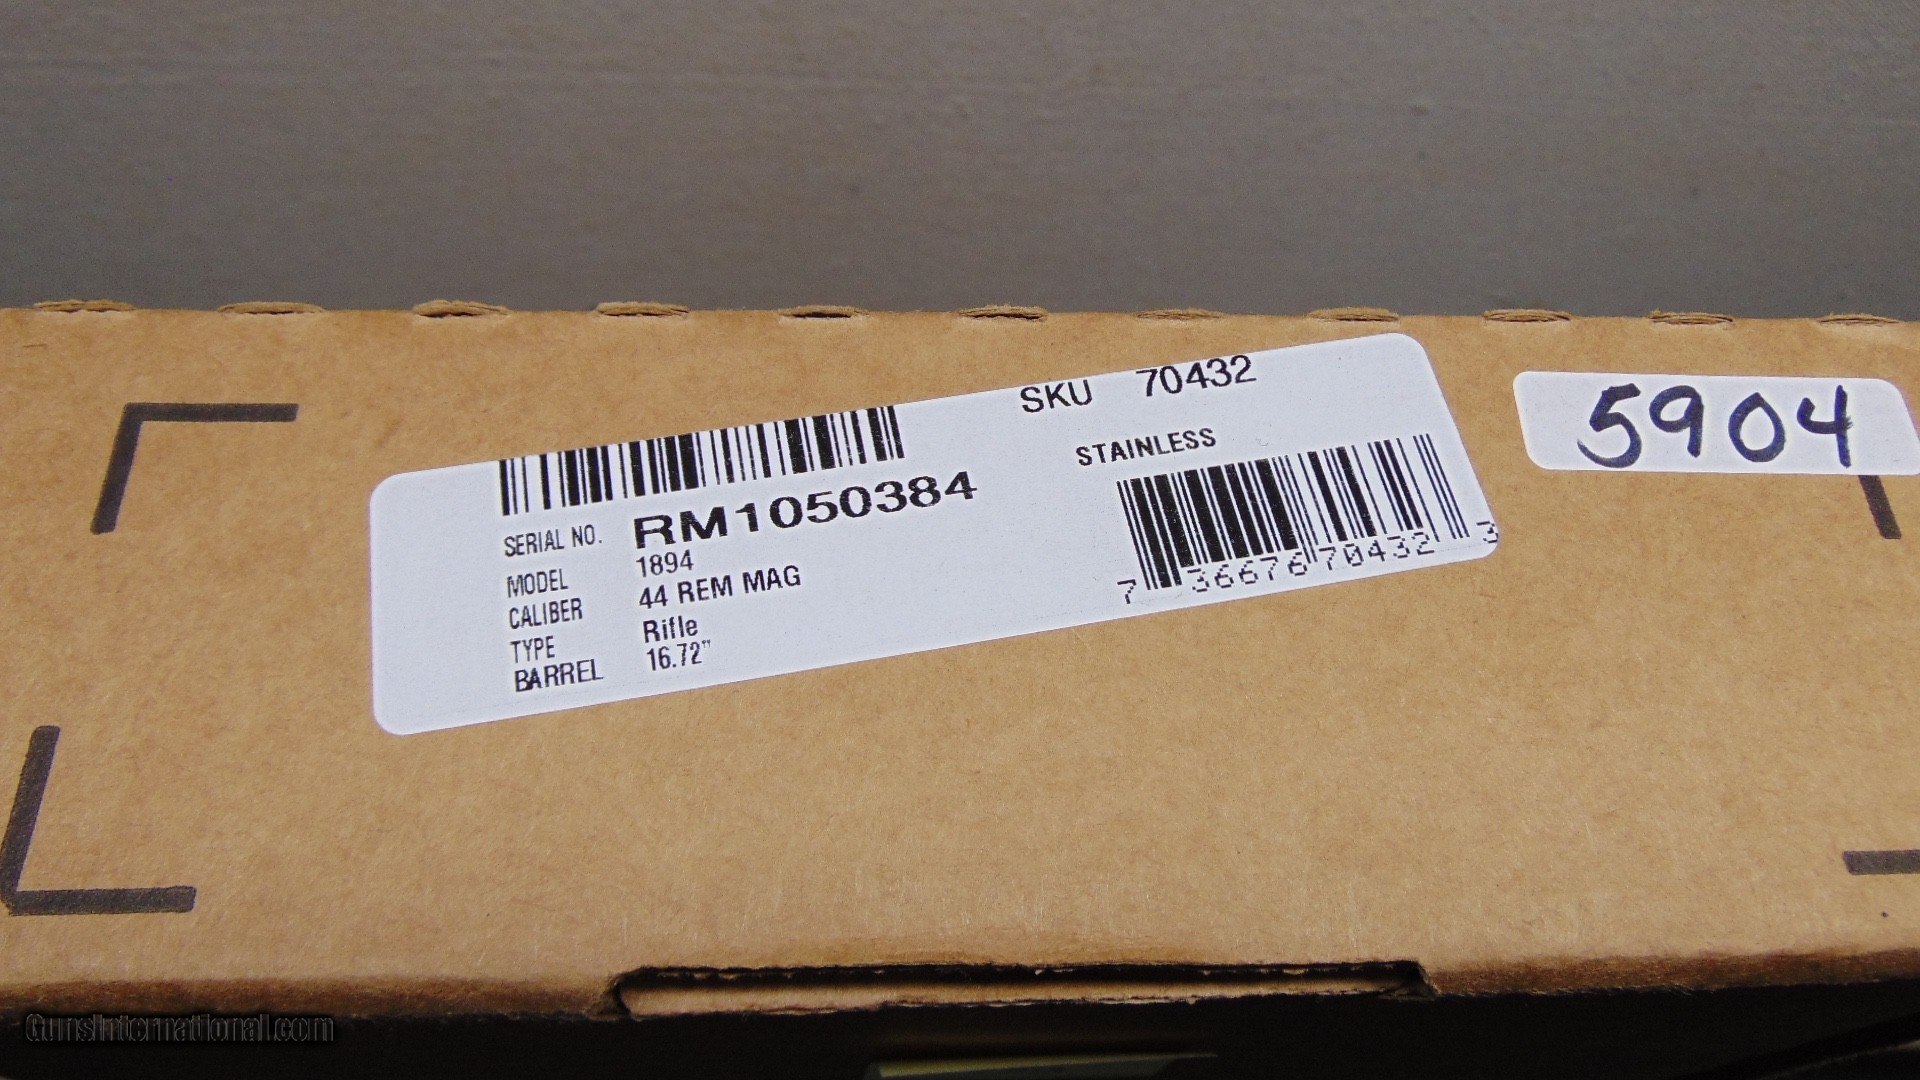 SERIAL NO. RM1050384
MODEL 1894
CALIBER 44 REM MAG
TYPE Rifle
BARREL 16.72"
SKU 70432
STAINLESS
7 36676 70432 3
5904
GunsInternational.com